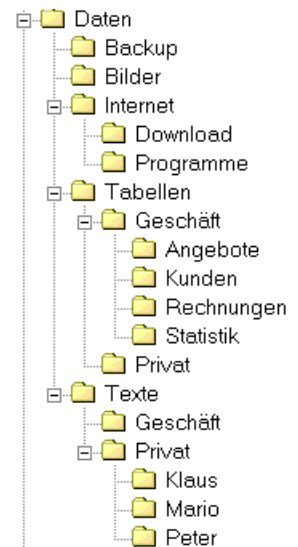 Daten
Backup
Bilder
Internet
Download
Programme
Tabellen
Geschäft
Angebote
Kunden
Rechnungen
Statistik
Privat
Texte
Geschäft
Privat
Klaus
Mario
Peter